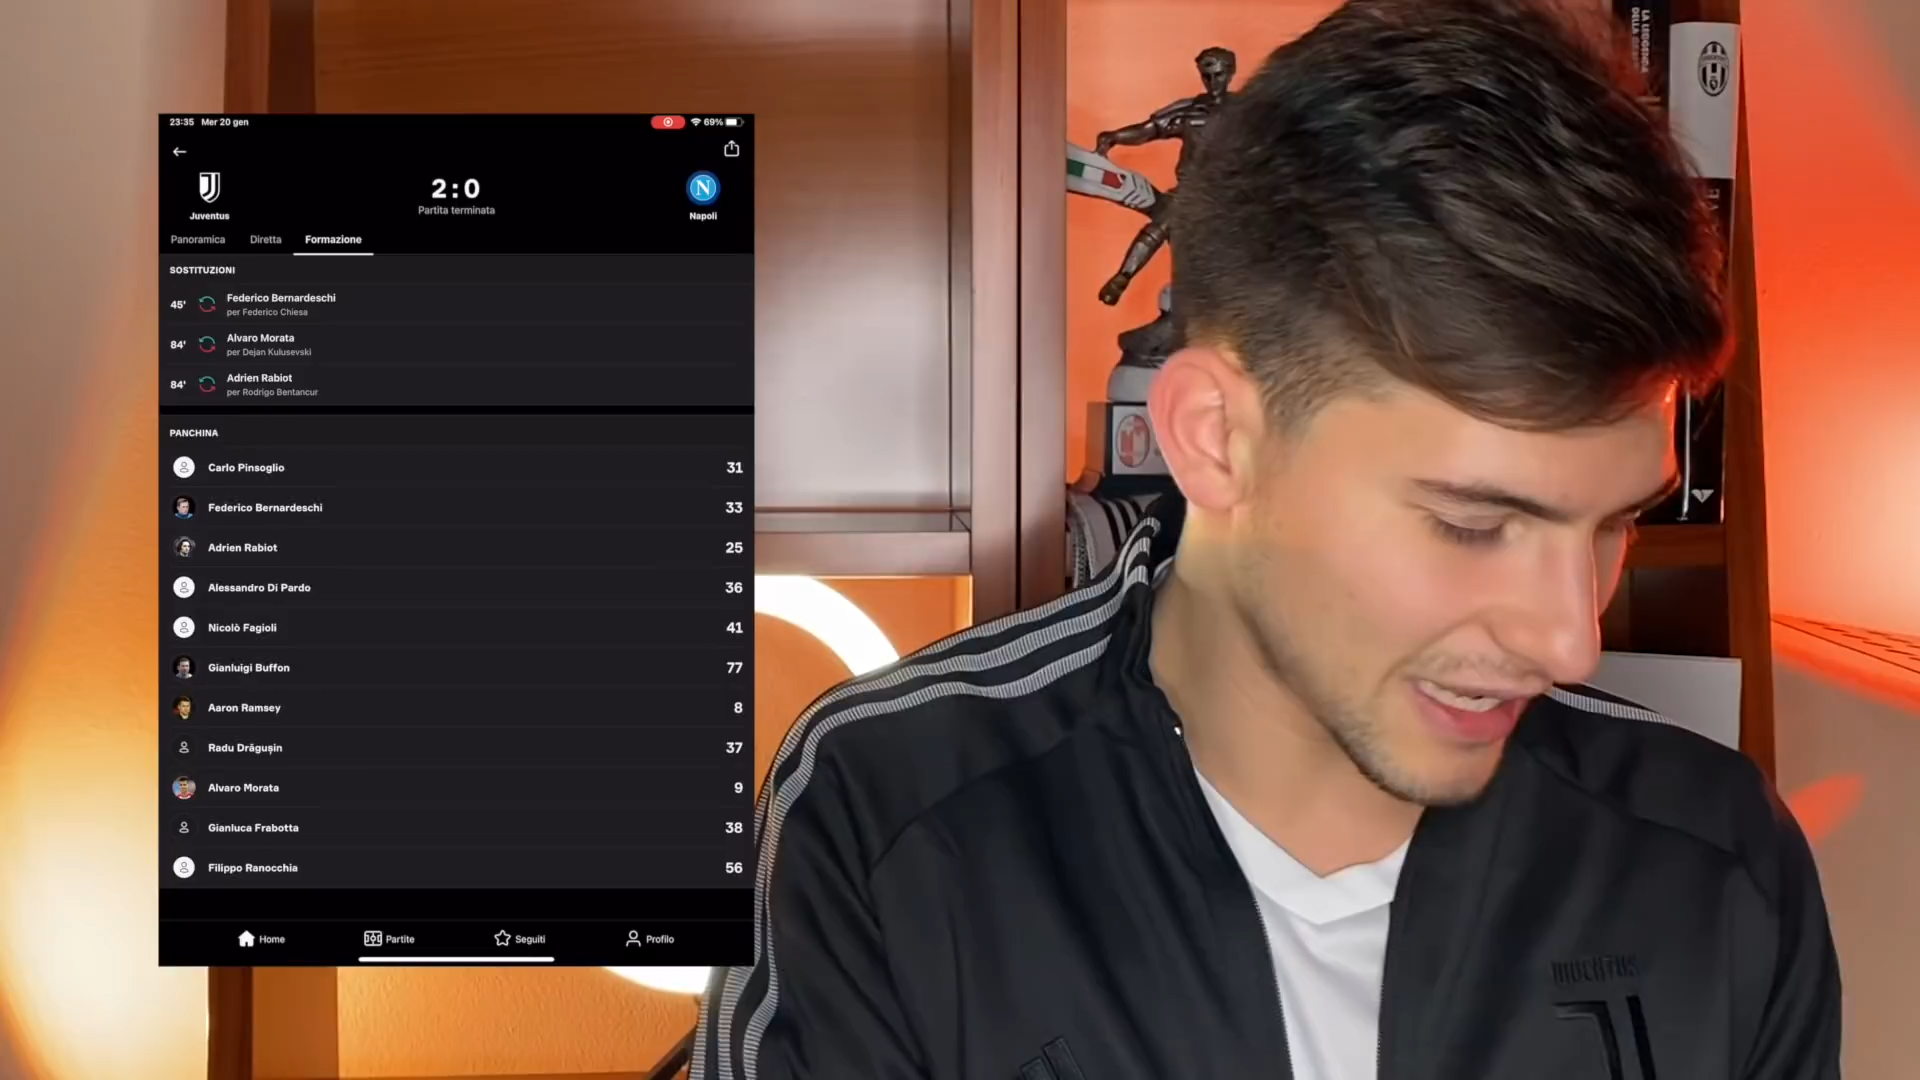 23:35 Mer 20 gen
69%
2:0
Partita terminata
Juventus
Napoli
Panoramica Diretta Formazione
SOSTITUZIONI
45' Federico Bernardeschi
per Federico Chiesa
84' Alvaro Morata
per Dejan Kulusevski
84' Adrien Rabiot
per Rodrigo Bentancur
PANCHINA
Carlo Pinsoglio 31
Federico Bernardeschi 33
Adrien Rabiot 25
Alessandro Di Pardo 36
Nicolò Fagioli 41
Gianluigi Buffon 77
Aaron Ramsey 8
Radu Drăgușin 37
Alvaro Morata 9
Gianluca Frabotta 38
Filippo Ranocchia 56
Home Partite Seguiti Profilo
LA LEGGENDA
JUVENTUS